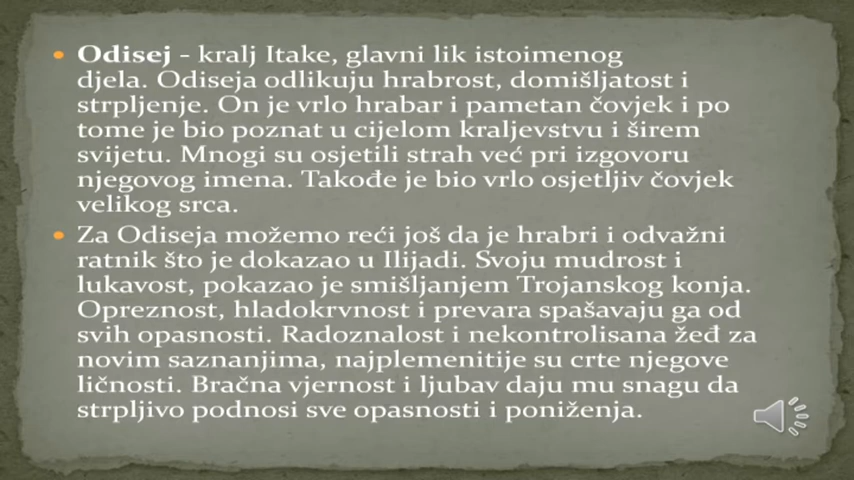 Odisej - kralj Itake, glavni lik istoimenog
djela. Odiseja odlikuju hrabrost, domišljatost i
strpljenje. On je vrlo hrabar i pametan čovjek i po
tome je bio poznat u cijelom kraljevstvu i širem
svijetu. Mnogi su osjetili strah već pri izgovoru
njegovog imena. Takođe je bio vrlo osjetljiv čovjek
velikog srca.
Za Odiseja možemo reći još da je hrabri i odvažni
ratnik što je dokazao u Ilijadi. Svoju mudrost i
lukavost, pokazao je smišljanjem Trojanskog konja.
Opreznost, hladokrvnost i prevara spašavaju ga od
svih opasnosti. Radoznalost i nekontrolisana žeđ za
novim saznanjima, najplemenitije su crte njegove
ličnosti. Bračna vjernost i ljubav daju mu snagu da
strpljivo podnosi sve opasnosti i poniženja.